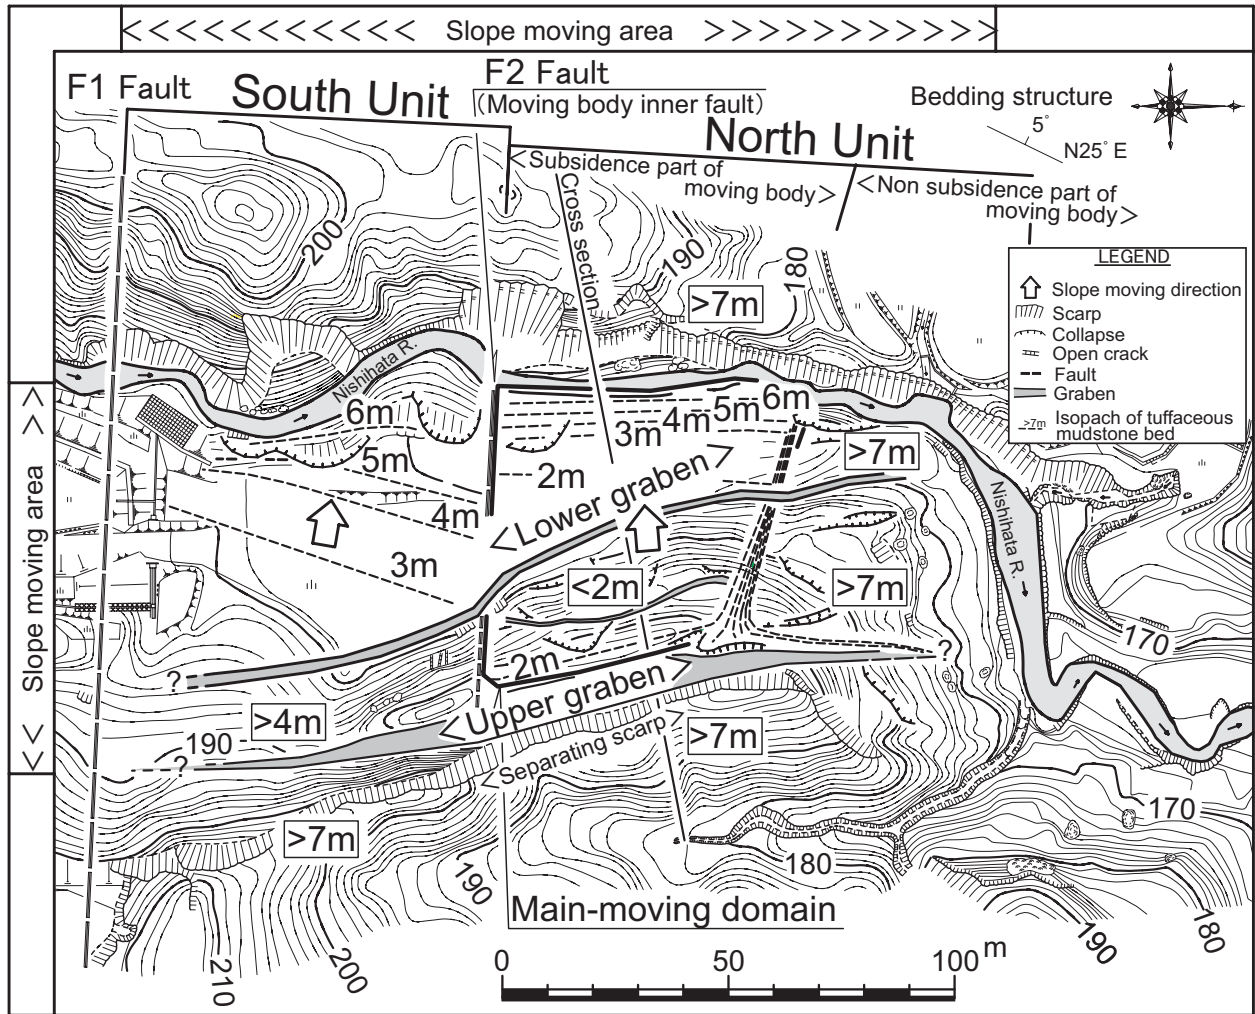 <<<<<<<<<<< Slope moving area >>>>>>>>>>>
F1 Fault
South Unit
F2 Fault
(Moving body inner fault)
North Unit
Bedding structure
5°
N25°E
<Subsidence part of
moving body>
<Non subsidence part of
moving body>
Cross section
200
190
180
>7m
LEGEND
Slope moving direction
Scarp
Collapse
Open crack
Fault
Graben
>7m Isopach of tuffaceous
mudstone bed
Nishihata R.
6m
5m
4m
3m
3m
4m
5m
6m
2m
>7m
<Lower graben>
<2m
>7m
Nishihata R.
170
2m
?
?
<Upper graben>
>4m
190
?
<Separating scarp>
>7m
>7m
170
180
190
Main-moving domain
210
200
190
180
0 50 100 m
<< Slope moving area >>